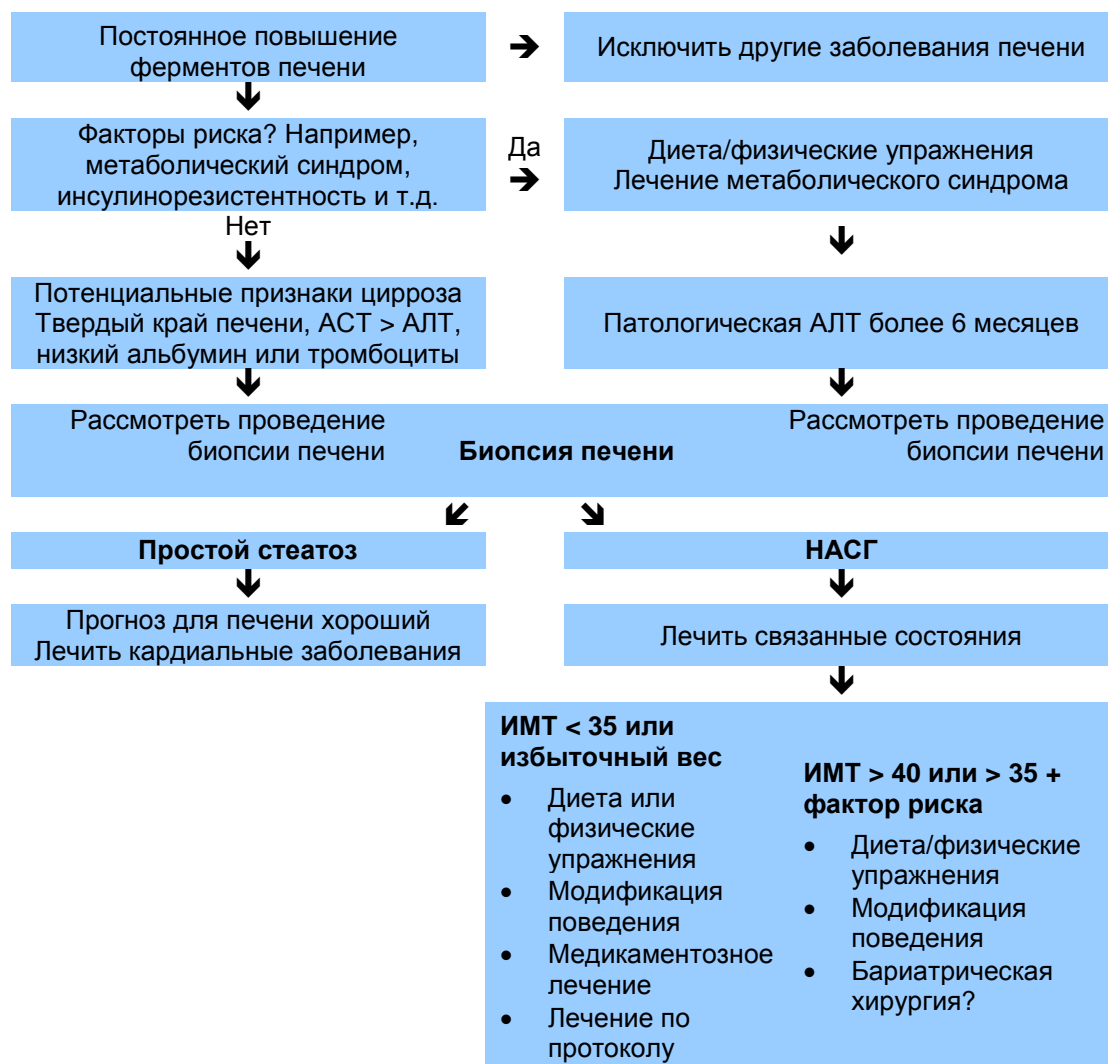 Постоянное повышение
ферментов печени
Исключить другие заболевания печени
Факторы риска? Например,
метаболический синдром,
инсулинорезистентность и т.д.
Да
Диета/физические упражнения
Лечение метаболического синдрома
Нет
Потенциальные признаки цирроза
Твердый край печени, АСТ > АЛТ,
низкий альбумин или тромбоциты
Патологическая АЛТ более 6 месяцев
Рассмотреть проведение
биопсии печени
Биопсия печени
Рассмотреть проведение
биопсии печени
Простой стеатоз
НАСГ
Прогноз для печени хороший
Лечить кардиальные заболевания
Лечить связанные состояния
ИМТ < 35 или
избыточный вес
• Диета или
физические
упражнения
• Модификация
поведения
• Медикаментозное
лечение
• Лечение по
протоколу
ИМТ > 40 или > 35 +
фактор риска
• Диета/физические
упражнения
• Модификация
поведения
• Бариатрическая
хирургия?